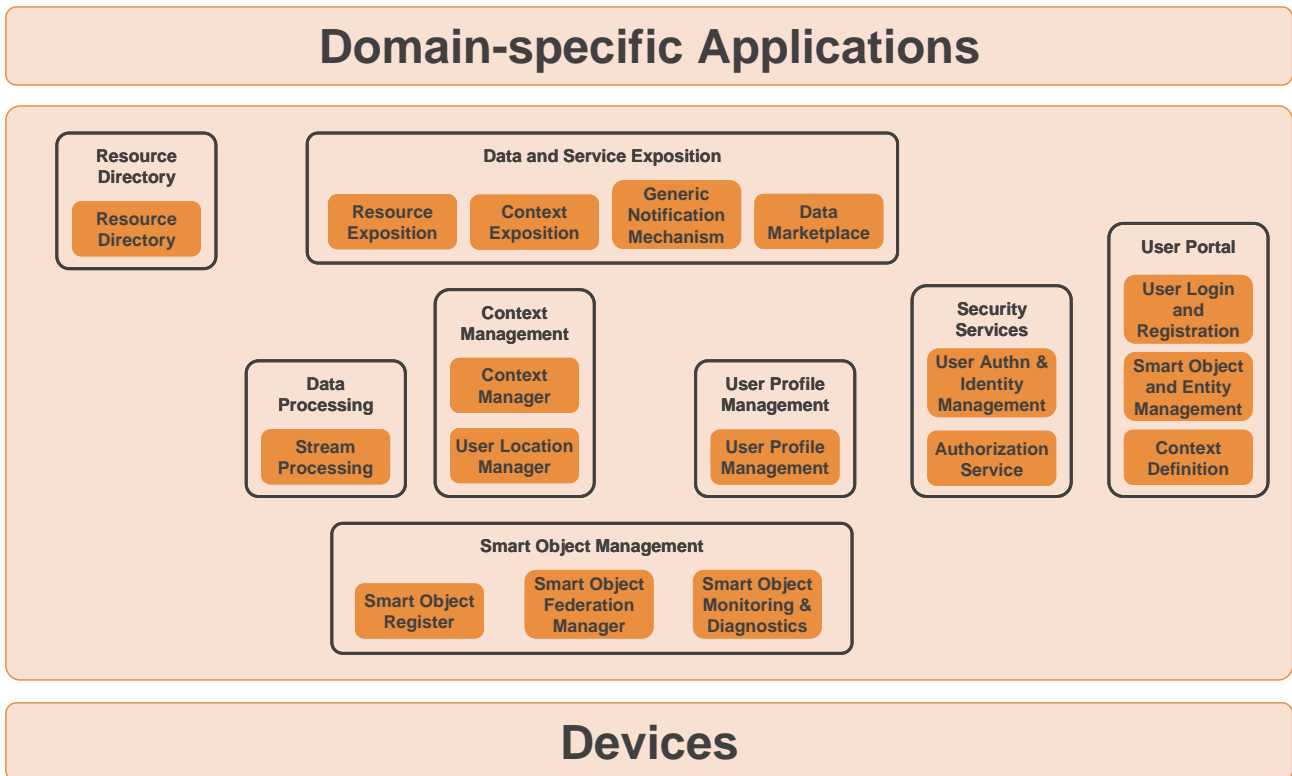 Domain-specific Applications
Resource
Directory
Resource
Directory
Data and Service Exposition
Resource
Exposition
Context
Exposition
Generic
Notification
Mechanism
Data
Marketplace
User Portal
User Login
and
Registration
Smart Object
and Entity
Management
Context
Definition
Context
Management
Context
Manager
User Location
Manager
Security
Services
User Authn &
Identity
Management
Authorization
Service
Data
Processing
Stream
Processing
User Profile
Management
User Profile
Management
Smart Object Management
Smart Object
Register
Smart Object
Federation
Manager
Smart Object
Monitoring &
Diagnostics
Devices